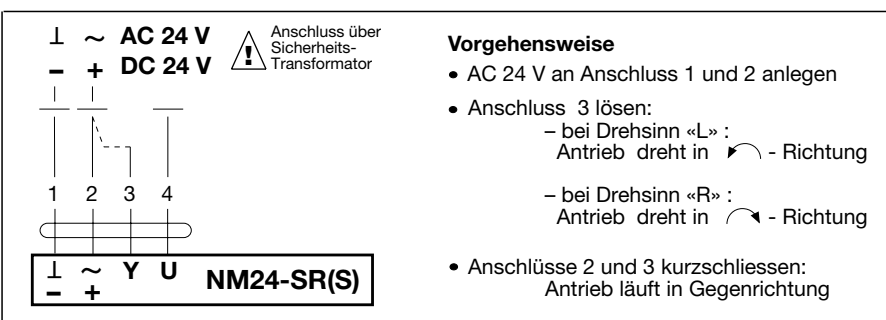 ⊥ ~ AC 24 V
– + DC 24 V
Anschluss über
Sicherheits-
Transformator
!
1 2 3 4
⊥ ~ Y U
– +
NM24-SR(S)
Vorgehensweise
• AC 24 V an Anschluss 1 und 2 anlegen
• Anschluss 3 lösen:
– bei Drehsinn «L» :
Antrieb dreht in ↶ - Richtung
– bei Drehsinn «R» :
Antrieb dreht in ↷ - Richtung
• Anschlüsse 2 und 3 kurzschliessen:
Antrieb läuft in Gegenrichtung